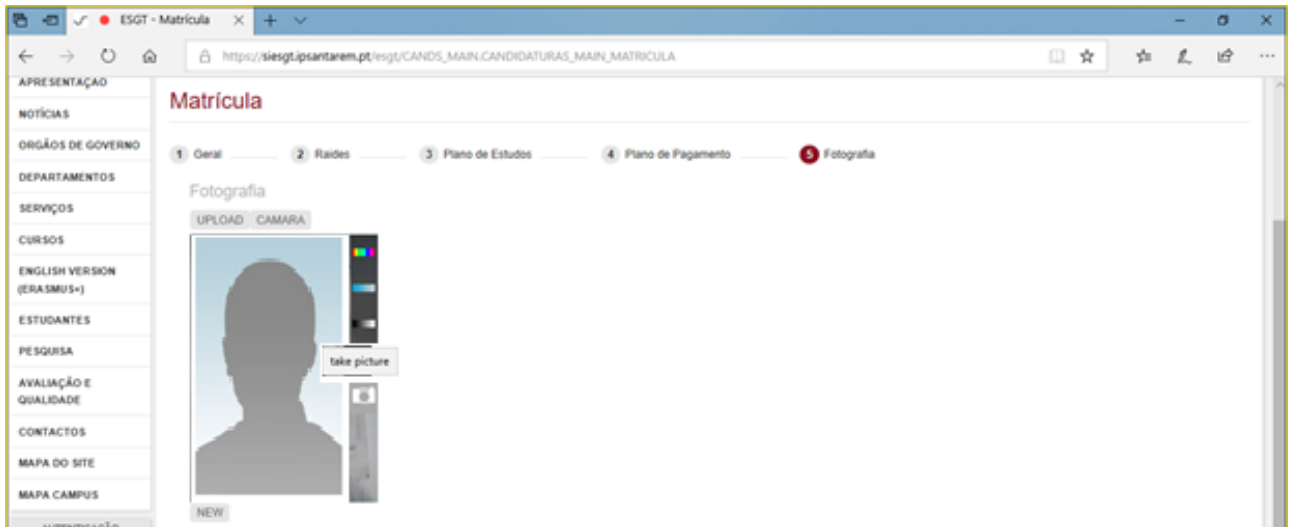 ESGT - Matrícula
https://siesgt.ipsantarem.pt/esgt/CANDS_MAIN.CANDIDATURAS_MAIN_MATRICULA
APRESENTAÇÃO
NOTÍCIAS
ORGÃOS DE GOVERNO
DEPARTAMENTOS
SERVIÇOS
CURSOS
ENGLISH VERSION
(ERASMUS+)
ESTUDANTES
PESQUISA
AVALIAÇÃO E
QUALIDADE
CONTACTOS
MAPA DO SITE
MAPA CAMPUS
AUTENTICAÇÃO
Matrícula
1 Geral 2 Raides 3 Plano de Estudos 4 Plano de Pagamento 5 Fotografia
Fotografia
UPLOAD CAMARA
take picture
NEW